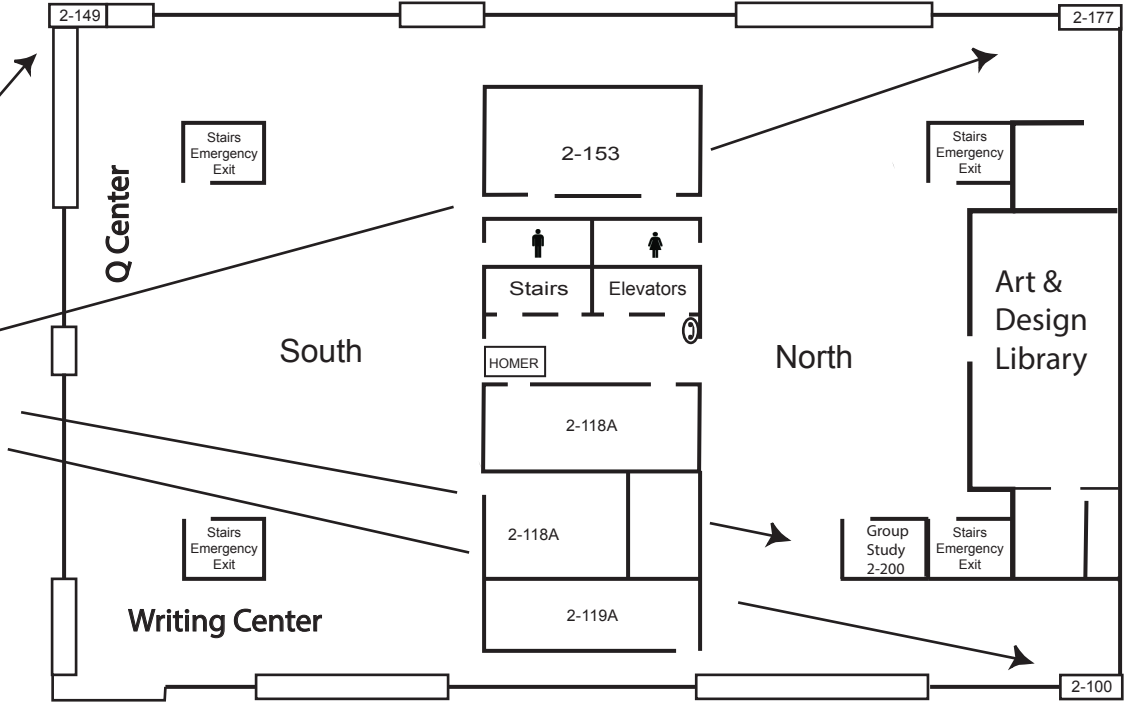 2-149
2-177
Stairs
Emergency
Exit
2-153
Stairs
Emergency
Exit
Q Center
Stairs
Elevators
Art &
Design
Library
South
North
HOMER
2-118A
2-118A
Stairs
Emergency
Exit
Group
Study
2-200
Stairs
Emergency
Exit
Writing Center
2-119A
2-100